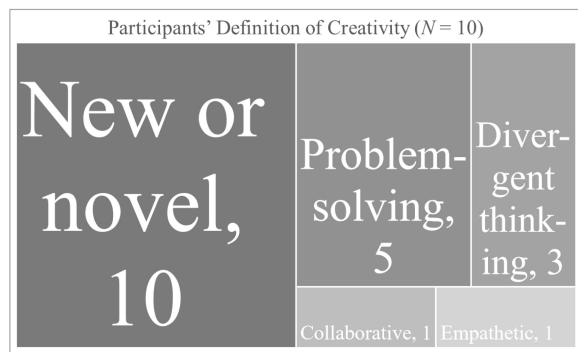 Participants' Definition of Creativity (N = 10)
New or
novel,
10
Problem-
solving,
5
Diver-
gent
think-
ing, 3
Collaborative, 1
Empathetic, 1